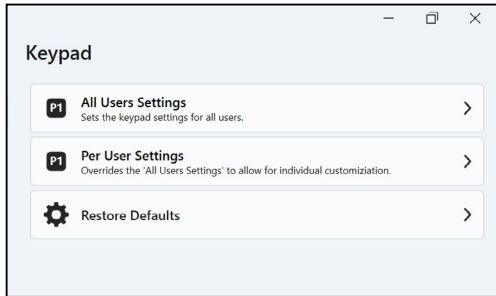 Keypad
P1
All Users Settings
Sets the keypad settings for all users.
P1
Per User Settings
Overrides the 'All Users Settings' to allow for individual customiziation.
Restore Defaults